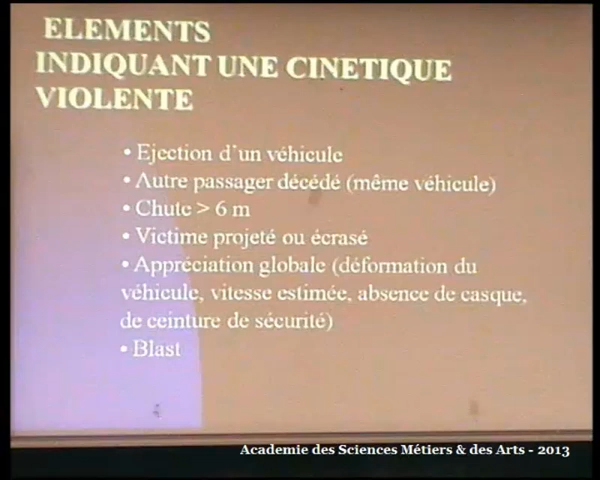 ELEMENTS
INDIQUANT UNE CINETIQUE
VIOLENTE
• Ejection d'un véhicule
• Autre passager décédé (même véhicule)
• Chute > 6 m
• Victime projeté ou écrasé
• Appréciation globale (déformation du
véhicule, vitesse estimée, absence de casque,
de ceinture de sécurité)
• Blast
Academie des Sciences Métiers & des Arts - 2013